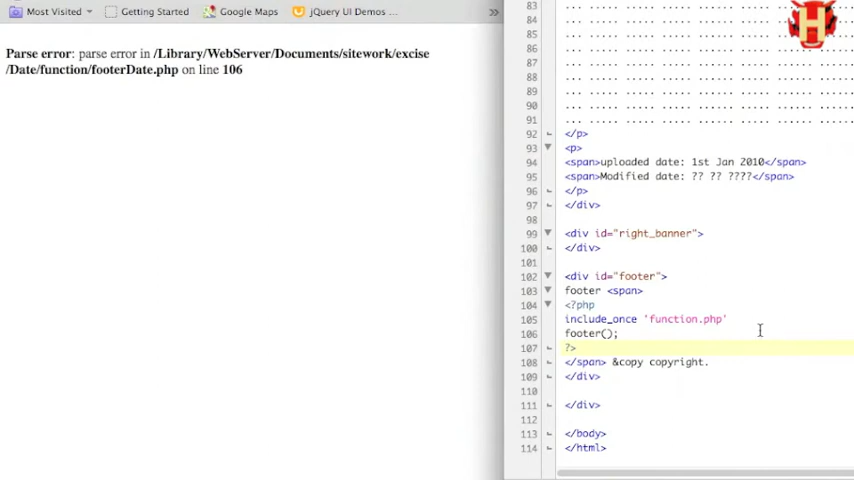 Most Visited
Getting Started
Google Maps
jQuery UI Demos ...
»
Parse error: parse error in /Library/WebServer/Documents/sitework/excise
/Date/function/footerDate.php on line 106
83 ... ... ..... ..... ..... ..... .....
84 ... ... ..... ..... ..... ..... .....
85 ... ... ..... ..... ..... ..... .....
86 ... ... ..... ..... ..... ..... .....
87 ... ... ..... ..... ..... ..... .....
88 ... ... ..... ..... ..... ..... .....
89 ... ... ..... ..... ..... ..... .....
90 ... ... ..... ..... ..... ..... .....
91 ... ... ..... ..... ..... ..... .....
92 </p>
93 <p>
94 <span>uploaded date: 1st Jan 2010</span>
95 <span>Modified date: ?? ?? ????</span>
96 </p>
97 </div>
98
99 <div id="right_banner">
100 </div>
101
102 <div id="footer">
103 footer <span>
104 <?php
105 include_once 'function.php'
106 footer();
107 ?>
108 </span> &copy copyright.
109 </div>
110
111 </div>
112
113 </body>
114 </html>
H